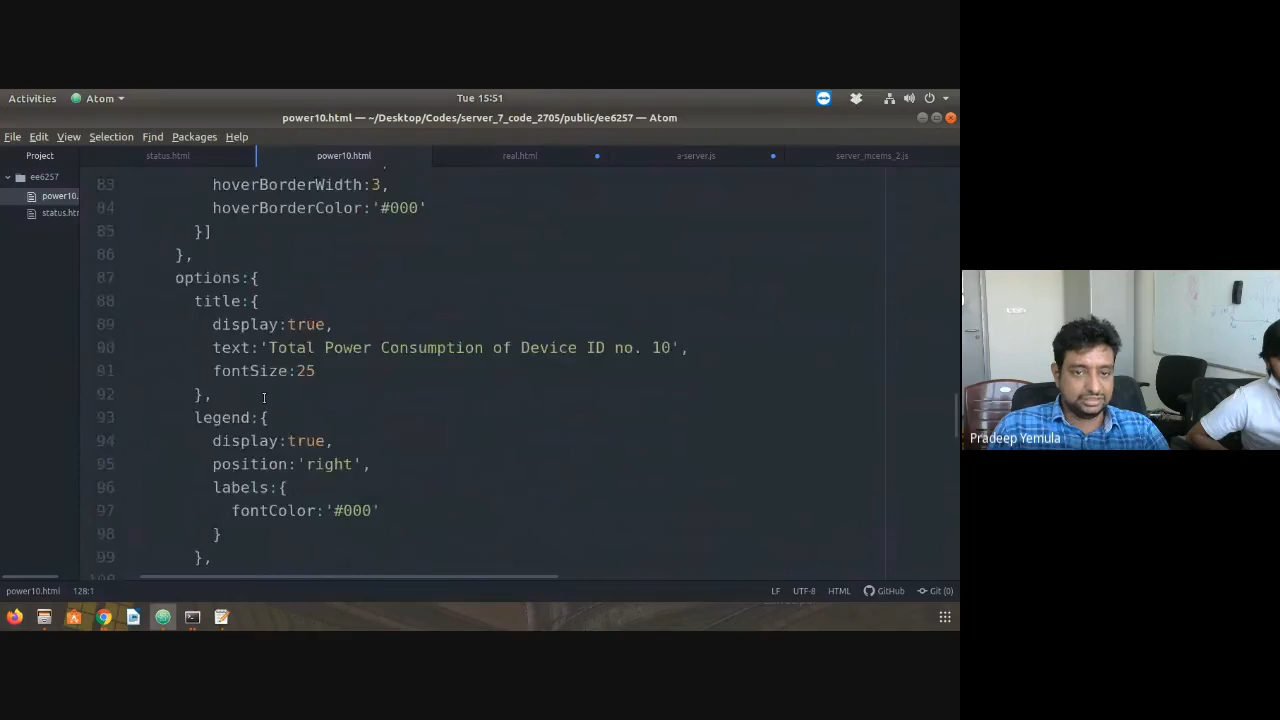 Activities Atom Tue 15:51
power10.html — ~/Desktop/Codes/server_7_code_2705/public/ee6257 — Atom
File Edit View Selection Find Packages Help
Project status.html power10.html real.html a-server.js server_mcems_2.js
ee6257
power10.
status.htr
83 hoverBorderWidth:3,
84 hoverBorderColor:'#000'
85 }]
86 },
87 options:{
88 title:{
89 display:true,
90 text:'Total Power Consumption of Device ID no. 10',
91 fontSize:25
92 },
93 legend:{
94 display:true,
95 position:'right',
96 labels:{
97 fontColor:'#000'
98 }
99 },
power10.html 128:1 LF UTF-8 HTML GitHub Git (0)
Pradeep Yemula